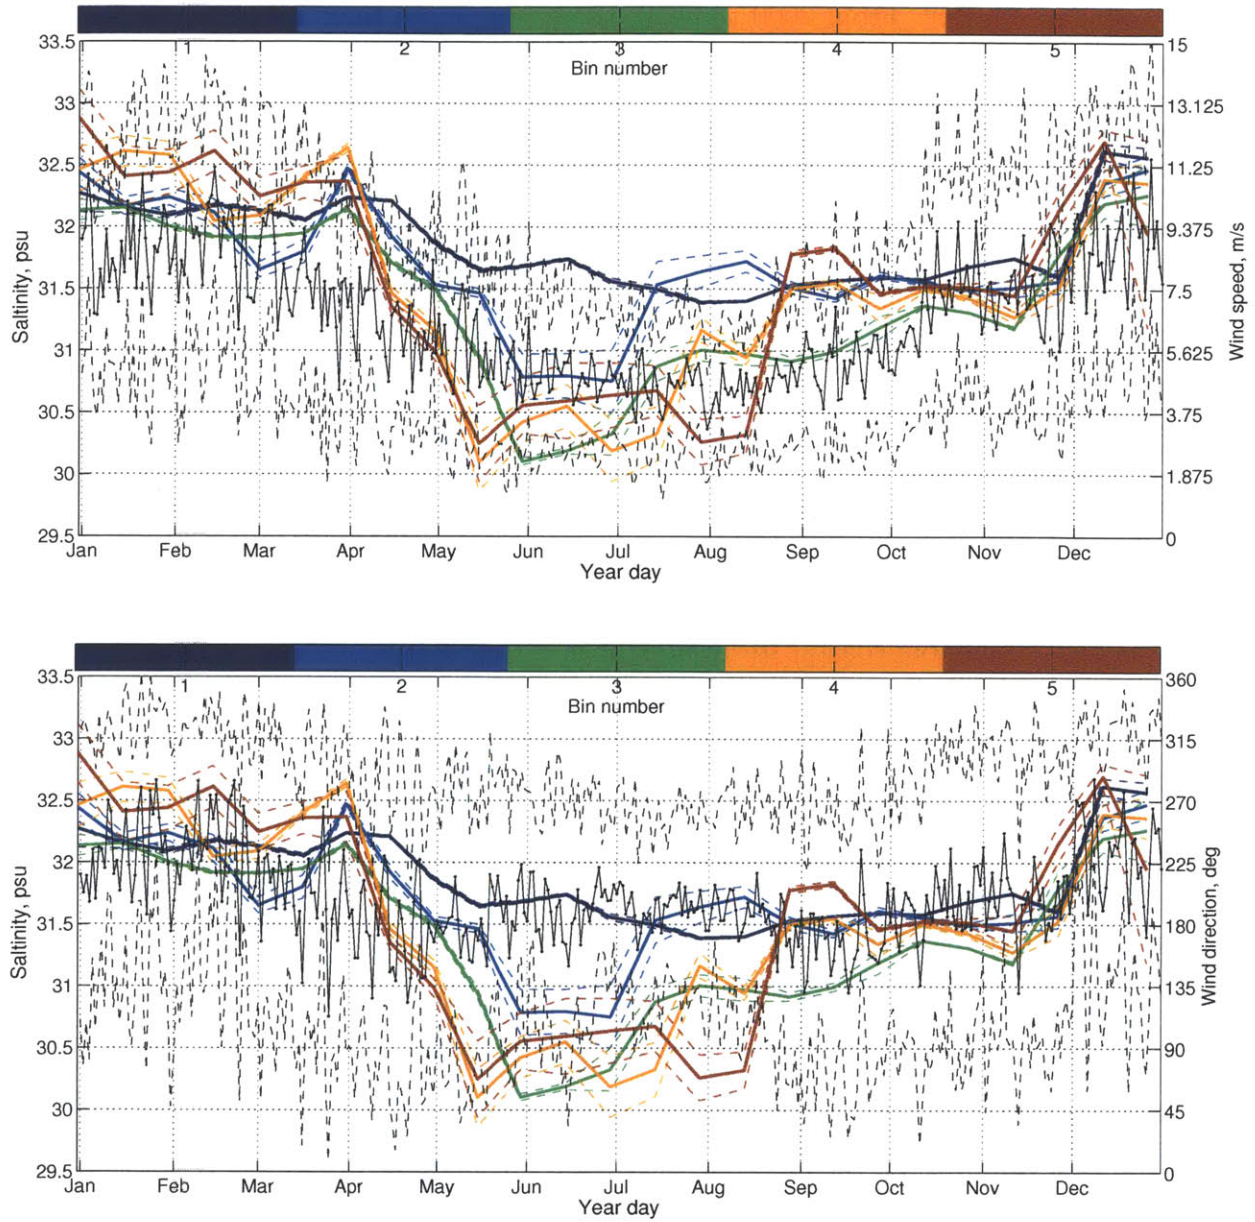 1 2 3 4 5
Bin number
33.5 15
33 13.125
32.5 11.25
32 9.375
31.5 7.5
31 5.625
30.5 3.75
30 1.875
29.5 0
Saltinity, psu
Wind speed, m/s
Jan Feb Mar Apr May Jun Jul Aug Sep Oct Nov Dec
Year day
1 2 3 4 5
Bin number
33.5 360
33 315
32.5 270
32 225
31.5 180
31 135
30.5 90
30 45
29.5 0
Saltinity, psu
Wind direction, deg
Jan Feb Mar Apr May Jun Jul Aug Sep Oct Nov Dec
Year day